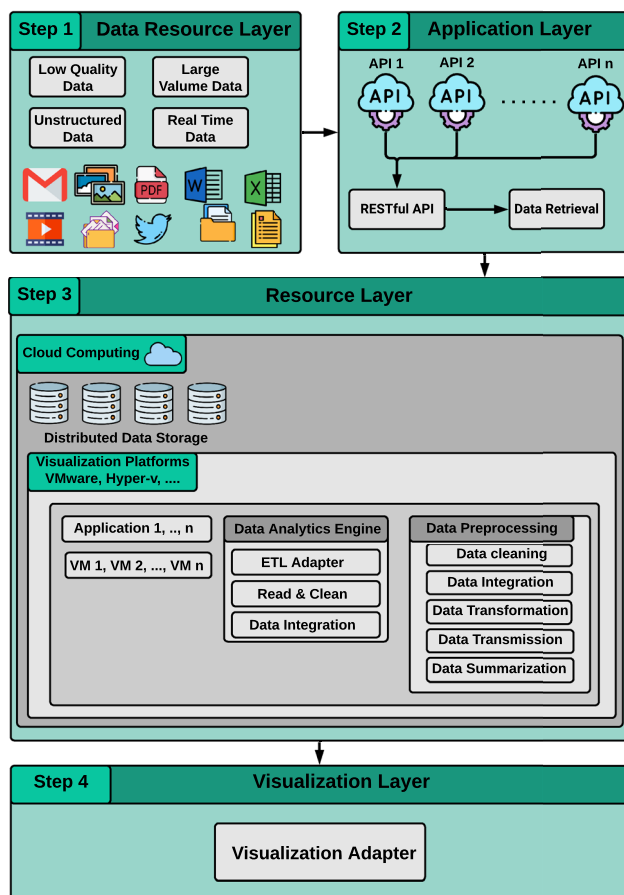 Step 1
Data Resource Layer
Low Quality
Data
Large
Volume Data
Unstructured
Data
Real Time
Data
PDF
W
X
Step 2
Application Layer
API 1
API 2
API n
API
API
......
API
RESTful API
Data Retrieval
Step 3
Resource Layer
Cloud Computing
Distributed Data Storage
Visualization Platforms
VMware, Hyper-v, ....
Application 1, .., n
VM 1, VM 2, ..., VM n
Data Analytics Engine
ETL Adapter
Read & Clean
Data Integration
Data Preprocessing
Data cleaning
Data Integration
Data Transformation
Data Transmission
Data Summarization
Step 4
Visualization Layer
Visualization Adapter